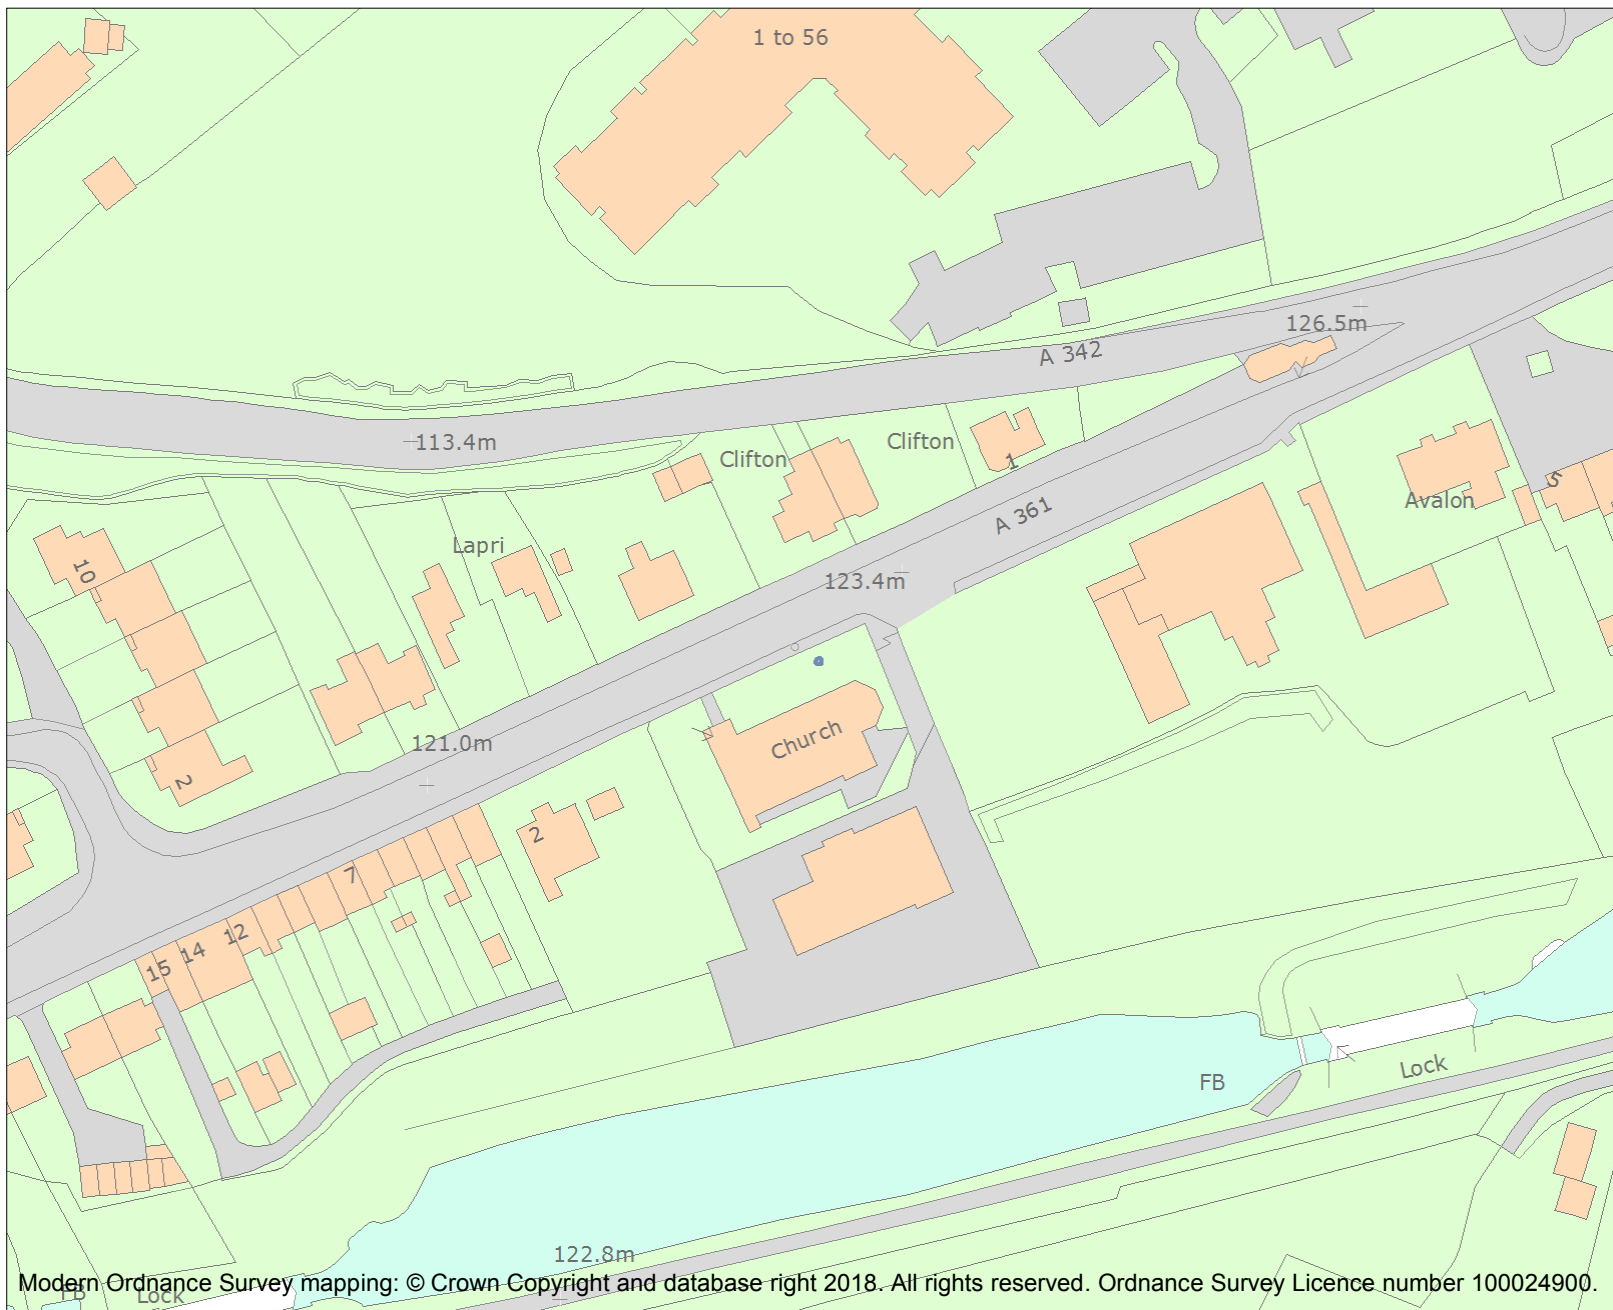 1 to 56
126.5m
A 342
113.4m
Clifton
Clifton
1
A 361
Avalon
5
Lapri
10
123.4m
121.0m
Church
2
2
7
12
14
15
Lock
FB
122.8m
Modern Ordnance Survey mapping: © Crown Copyright and database right 2018. All rights reserved. Ordnance Survey Licence number 100024900.
FB
Lock